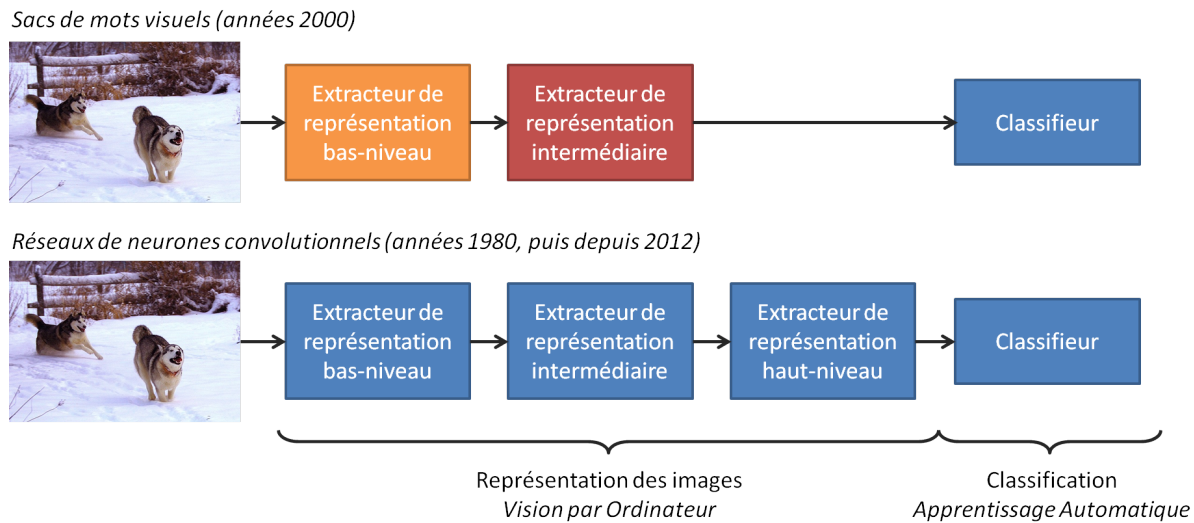 Sacs de mots visuels (années 2000)
Extracteur de
représentation
bas-niveau
Extracteur de
représentation
intermédiaire
Classifieur
Réseaux de neurones convolutionnels (années 1980, puis depuis 2012)
Extracteur de
représentation
bas-niveau
Extracteur de
représentation
intermédiaire
Extracteur de
représentation
haut-niveau
Classifieur
Représentation des images
Vision par Ordinateur
Classification
Apprentissage Automatique